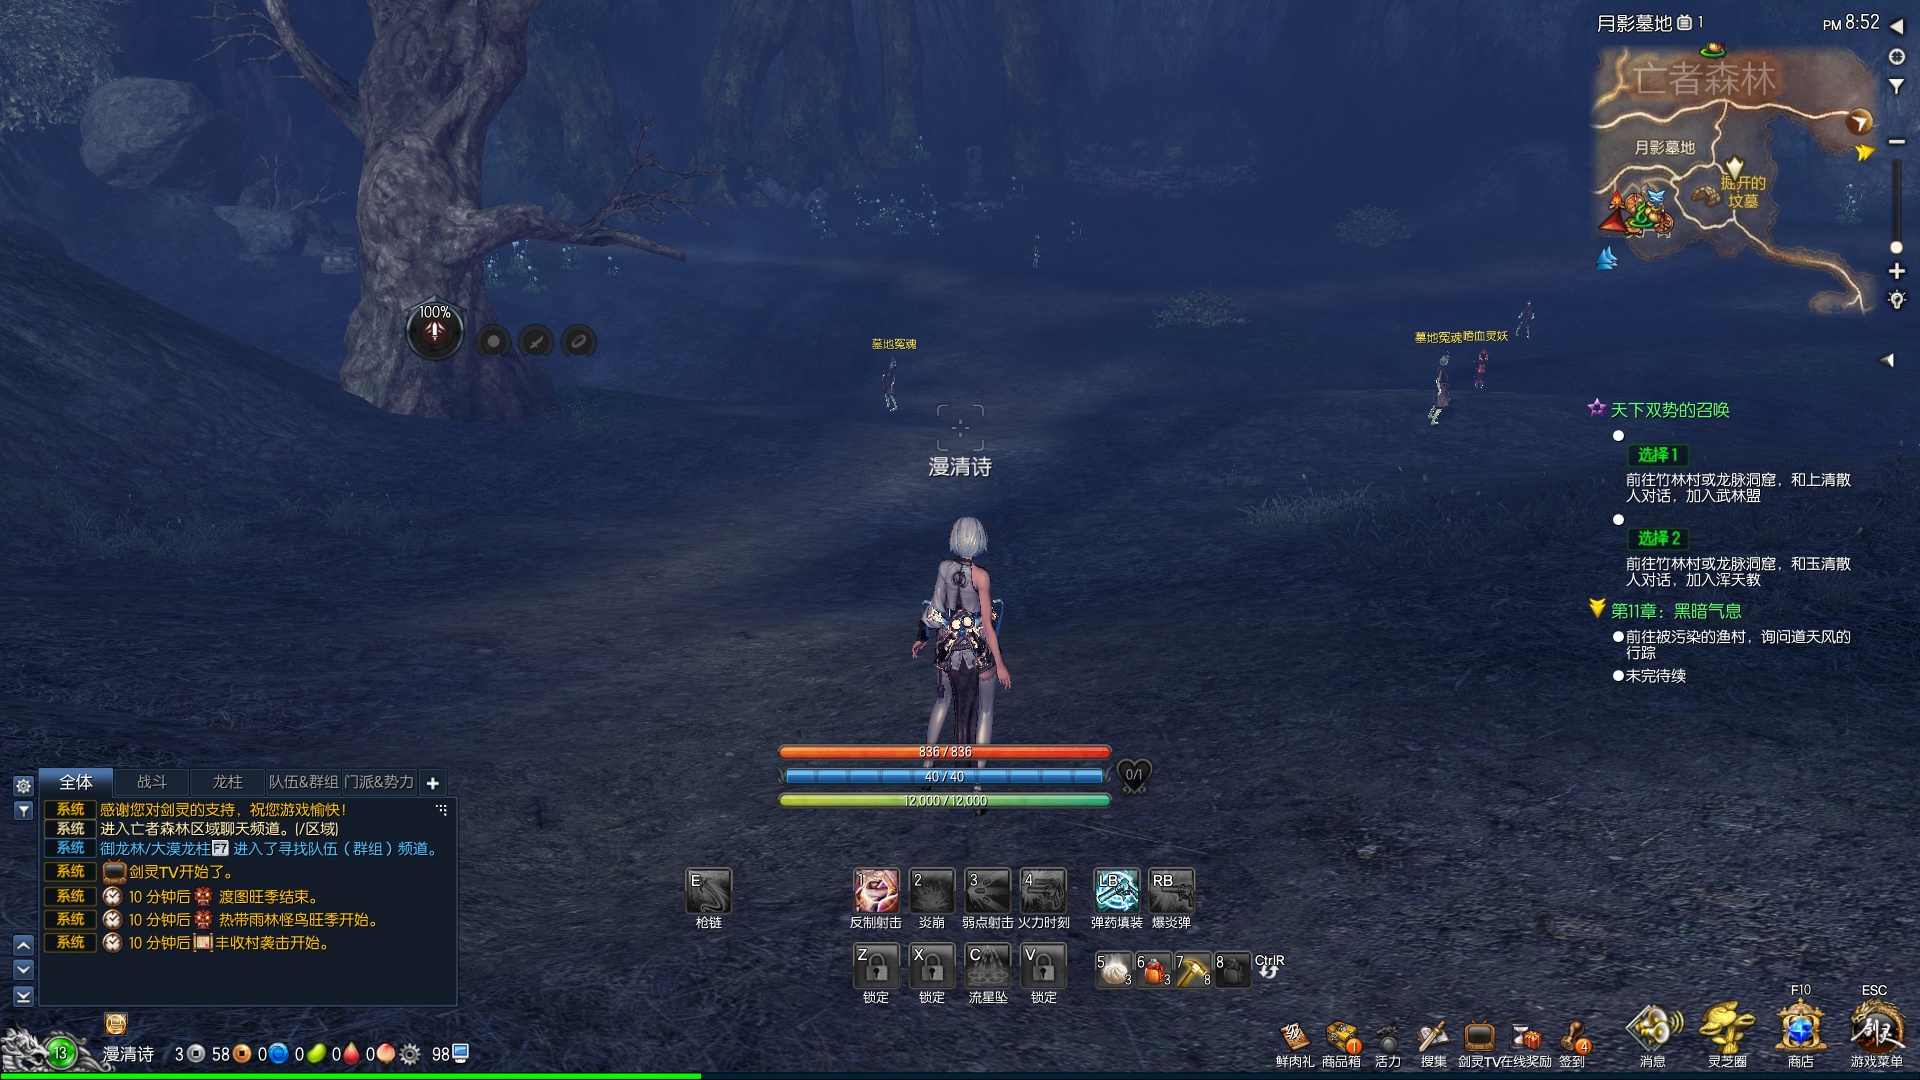 月影墓地 1
PM 8:52
亡者森林
月影墓地
掘开的
坟墓
100%
墓地冤魂
墓地冤魂
嗜血灵妖
漫清诗
天下双势的召唤
选择1
前往竹林村或龙脉洞窟，和上清散
人对话，加入武林盟
选择2
前往竹林村或龙脉洞窟，和玉清散
人对话，加入浑天教
第11章：黑暗气息
前往被污染的渔村，询问道天风的
行踪
未完待续
836/836
40/40
0/1
12,000/12,000
全体 战斗 龙柱 队伍&群组 门派&势力 +
系统 感谢您对剑灵的支持，祝您游戏愉快！
系统 进入亡者森林区域聊天频道。(/区域)
系统 御龙林/大漠龙柱F7 进入了寻找队伍（群组）频道。
系统 剑灵TV开始了。
系统 10 分钟后 渡图旺季结束。
系统 10 分钟后 热带雨林怪鸟旺季开始。
系统 10 分钟后 丰收村袭击开始。
E 1 2 3 4 LB RB
枪链 反制射击 炎崩 弱点射击 火力时刻 弹药填装 爆炎弹
Z X C V 5 3 6 3 7 8 8 CtrlR
锁定 锁定 流星坠 锁定
F10 ESC
13 漫清诗 3 58 0 0 0 0 98
1 4
鲜肉礼 商品箱 活力 搜集 剑灵TV 在线奖励 签到 消息 灵芝圈 商店 游戏菜单
剑灵